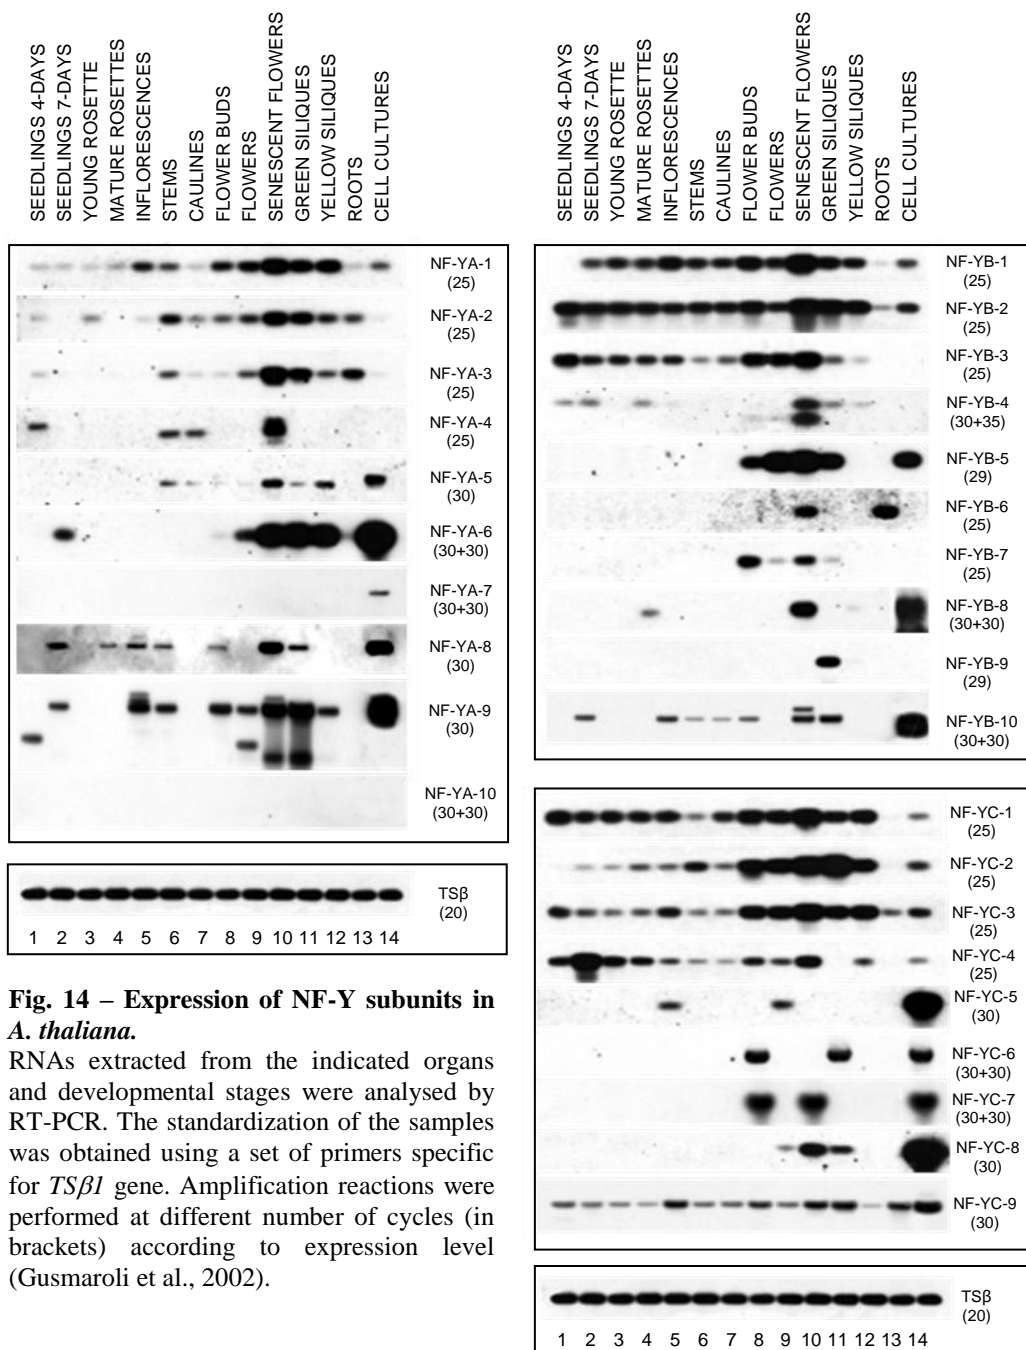 SEEDLINGS 4-DAYS
SEEDLINGS 7-DAYS
YOUNG ROSETTE
MATURE ROSETTES
INFLORESCENCES
STEMS
CAULINES
FLOWER BUDS
FLOWERS
SENESCENT FLOWERS
GREEN SILIQUES
YELLOW SILIQUES
ROOTS
CELL CULTURES
NF-YA-1
(25)
NF-YA-2
(25)
NF-YA-3
(25)
NF-YA-4
(25)
NF-YA-5
(30)
NF-YA-6
(30+30)
NF-YA-7
(30+30)
NF-YA-8
(30)
NF-YA-9
(30)
NF-YA-10
(30+30)
TSβ
(20)
1 2 3 4 5 6 7 8 9 10 11 12 13 14
Fig. 14 – Expression of NF-Y subunits in
A. thaliana.
RNAs extracted from the indicated organs
and developmental stages were analysed by
RT-PCR. The standardization of the samples
was obtained using a set of primers specific
for TSβ1 gene. Amplification reactions were
performed at different number of cycles (in
brackets) according to expression level
(Gusmaroli et al., 2002).
SEEDLINGS 4-DAYS
SEEDLINGS 7-DAYS
YOUNG ROSETTE
MATURE ROSETTES
INFLORESCENCES
STEMS
CAULINES
FLOWER BUDS
FLOWERS
SENESCENT FLOWERS
GREEN SILIQUES
YELLOW SILIQUES
ROOTS
CELL CULTURES
NF-YB-1
(25)
NF-YB-2
(25)
NF-YB-3
(25)
NF-YB-4
(30+35)
NF-YB-5
(29)
NF-YB-6
(25)
NF-YB-7
(25)
NF-YB-8
(30+30)
NF-YB-9
(29)
NF-YB-10
(30+30)
NF-YC-1
(25)
NF-YC-2
(25)
NF-YC-3
(25)
NF-YC-4
(25)
NF-YC-5
(30)
NF-YC-6
(30+30)
NF-YC-7
(30+30)
NF-YC-8
(30)
NF-YC-9
(30)
TSβ
(20)
1 2 3 4 5 6 7 8 9 10 11 12 13 14